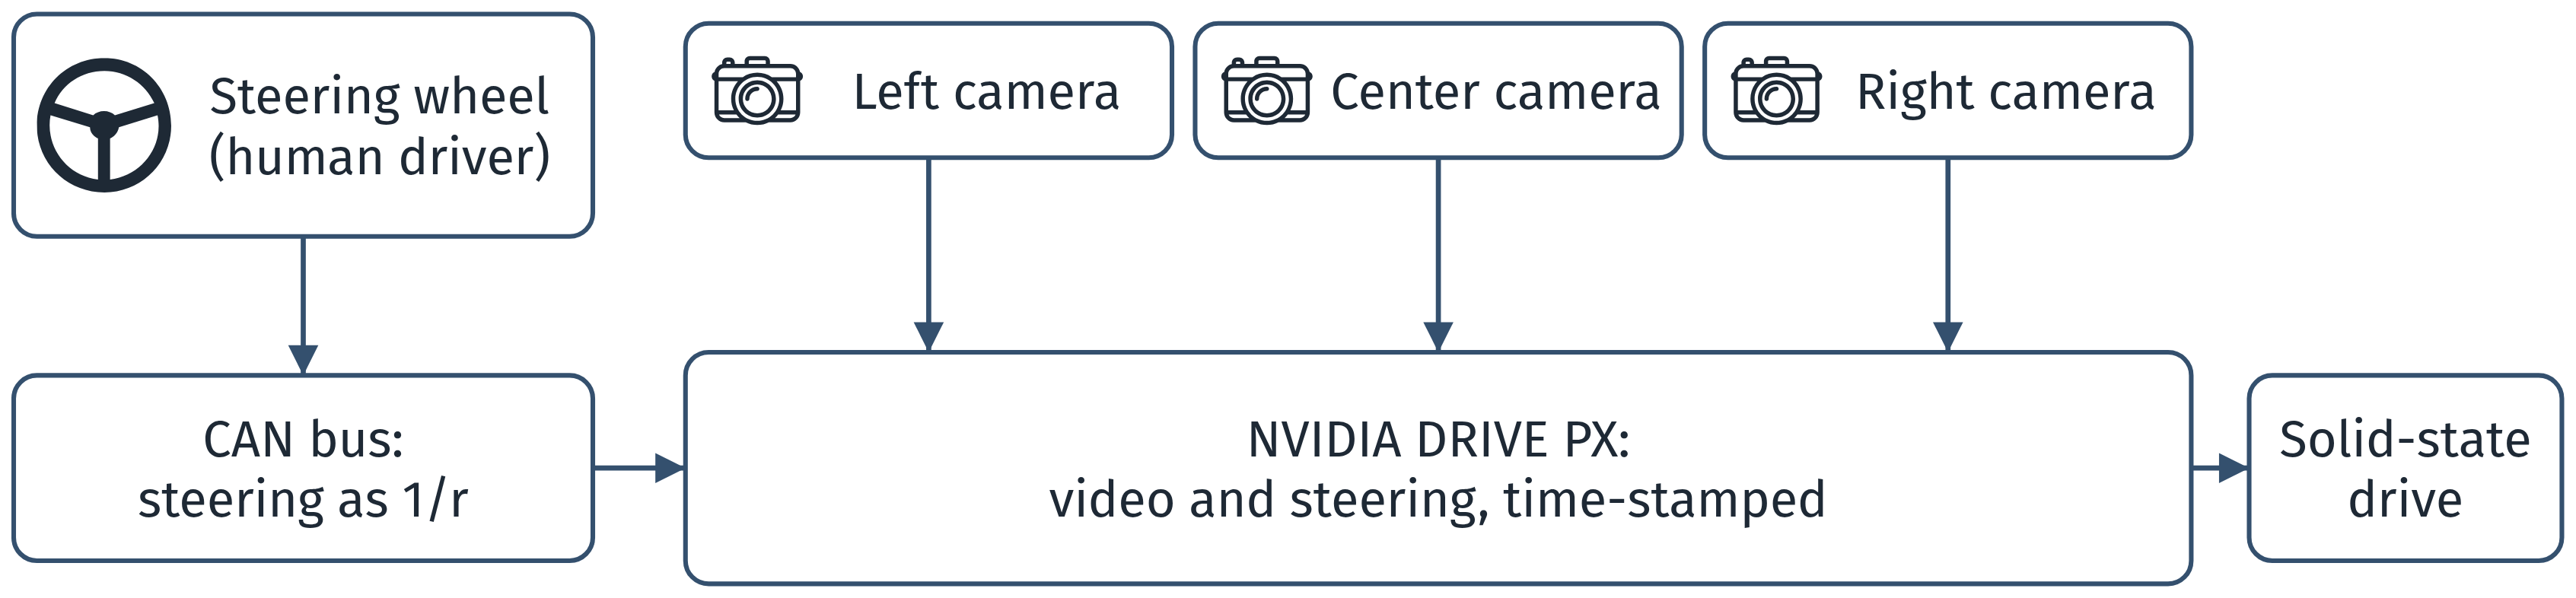 Steering wheel
(human driver)
Left camera
Center camera
Right camera
CAN bus:
steering as 1/r
NVIDIA DRIVE PX:
video and steering, time-stamped
Solid-state
drive